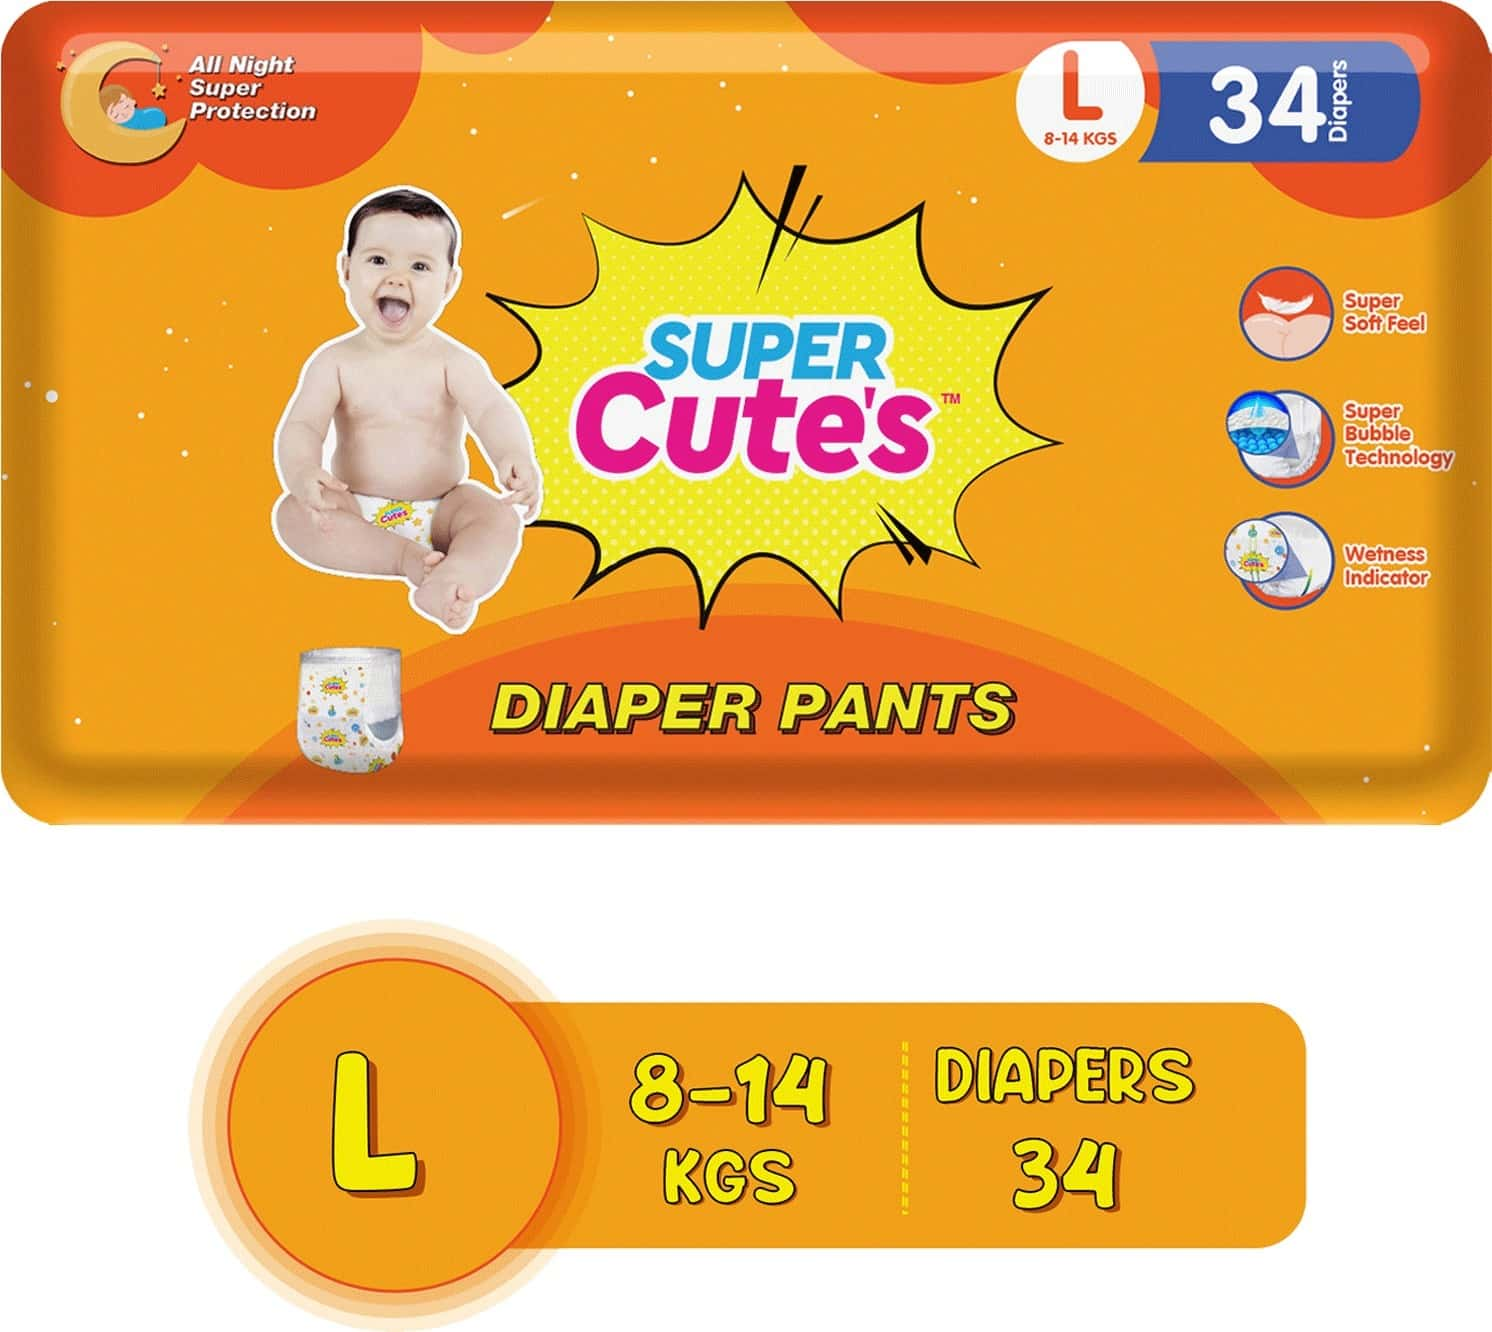 All Night
Super
Protection
L
8-14 KGS
34
Diapers
SUPER
Cute's™
Super
Soft Feel
Super
Bubble
Technology
Wetness
Indicator
SUPER
Cute's
DIAPER PANTS
L
8-14
KGS
DIAPERS
34